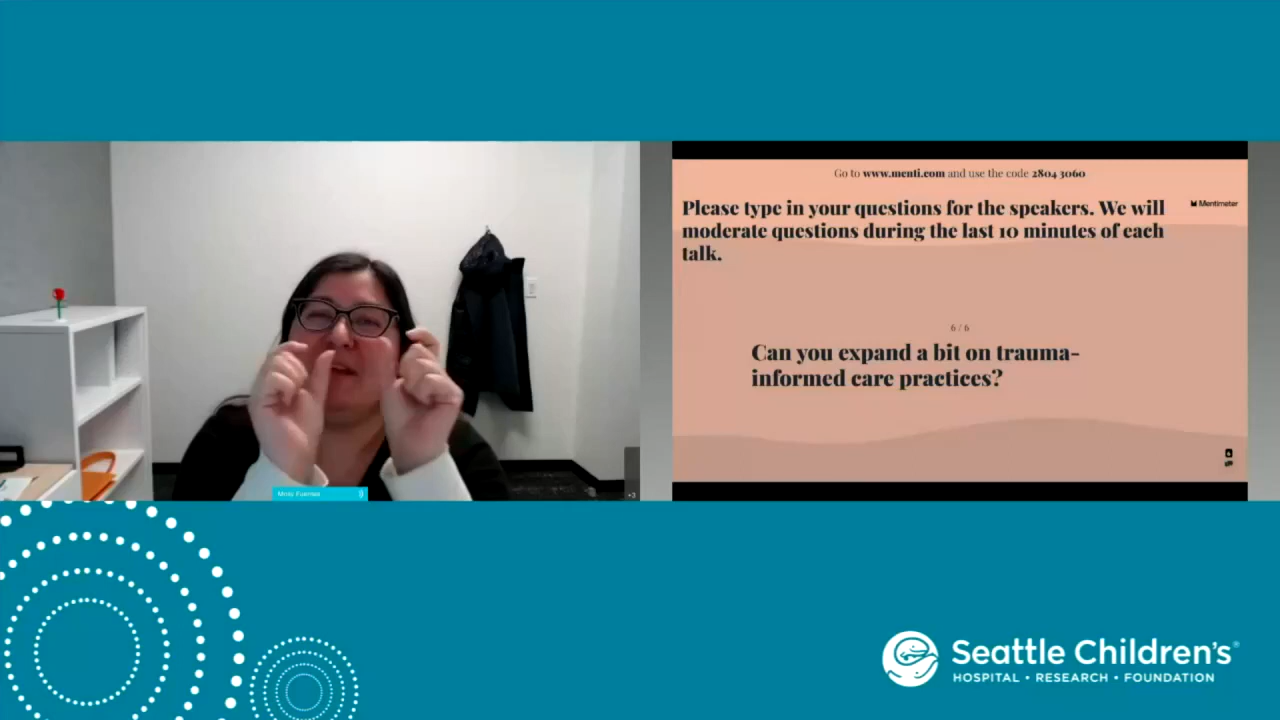 Go to www.menti.com and use the code 2804 3060
Please type in your questions for the speakers. We will
moderate questions during the last 10 minutes of each
talk.
Mentimeter
6 / 6
Can you expand a bit on trauma-
informed care practices?
+3
Seattle Children's®
HOSPITAL • RESEARCH • FOUNDATION